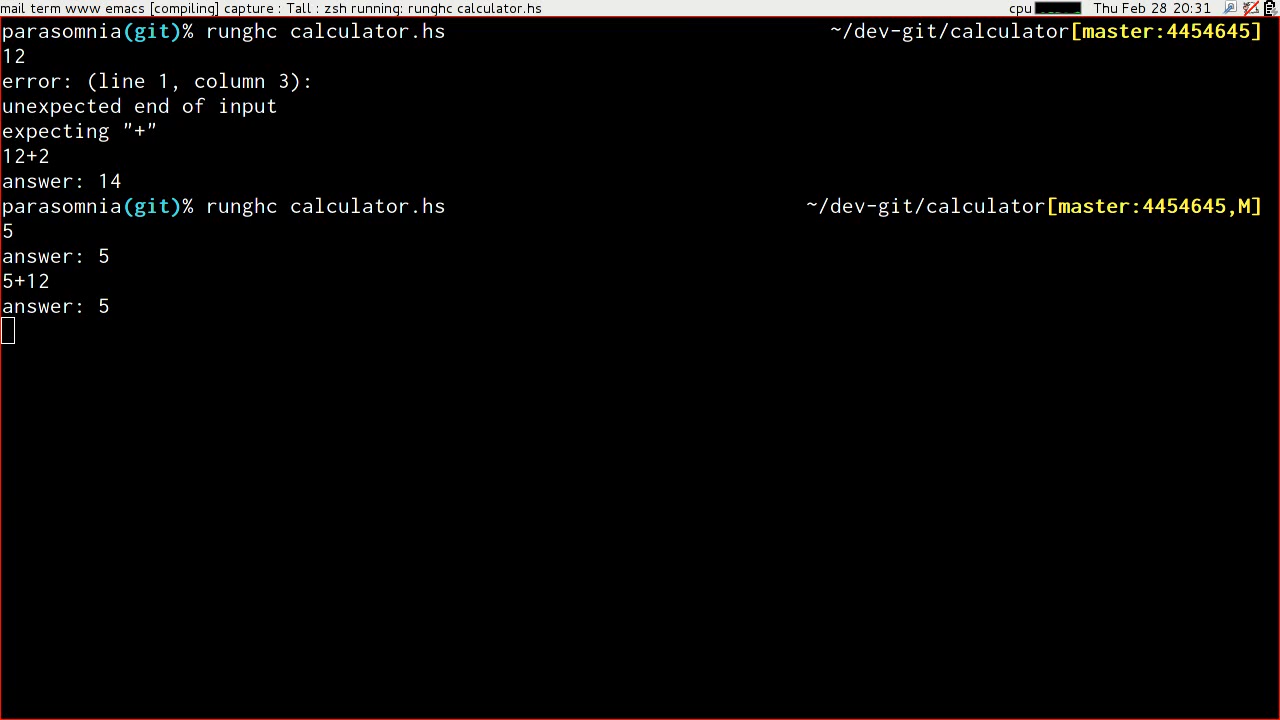 mail term www emacs [compiling] capture : Tall : zsh running: runghc calculator.hs cpu Thu Feb 28 20:31
parasomnia(git)% runghc calculator.hs ~/dev-git/calculator[master:4454645]
12
error: (line 1, column 3):
unexpected end of input
expecting "+"
12+2
answer: 14
parasomnia(git)% runghc calculator.hs ~/dev-git/calculator[master:4454645,M]
5
answer: 5
5+12
answer: 5